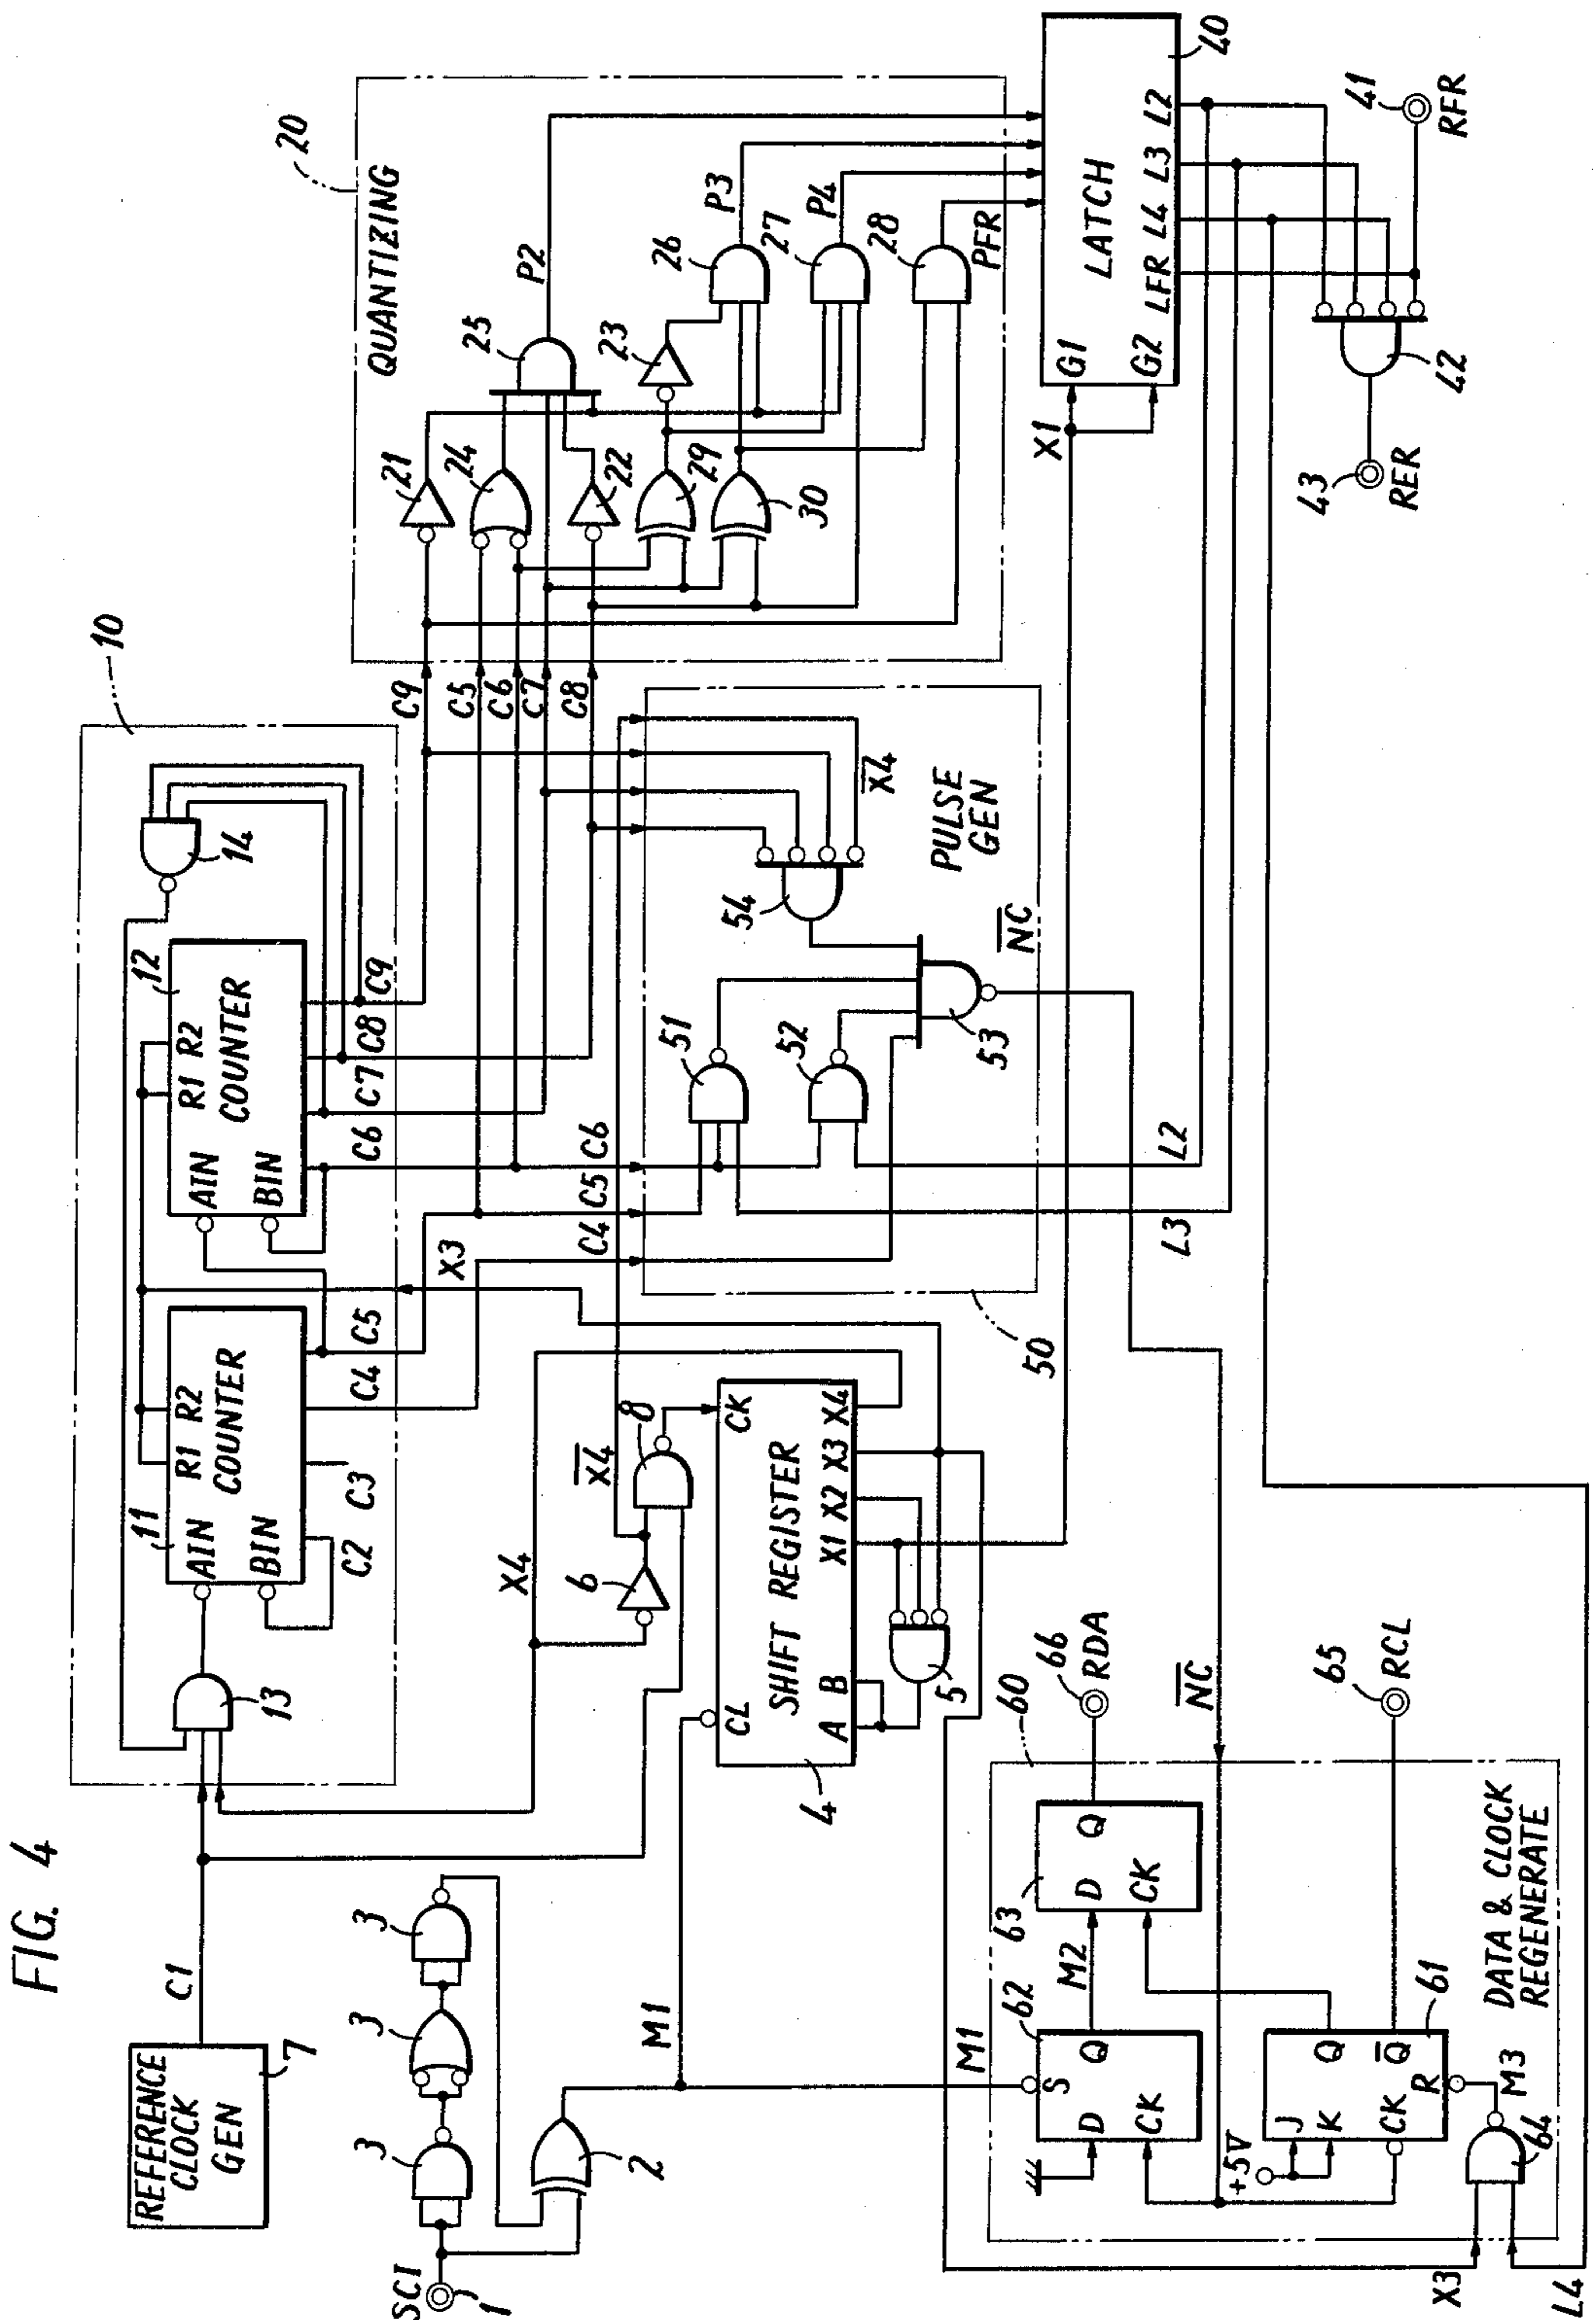 FIG. 4
REFERENCE
CLOCK
GEN
7
C1
SCI
1
3
3
3
2
M1
10
13
11
AIN
BIN
R1 R2
COUNTER
C2
C3
C4
C5
X3
12
AIN
BIN
R1 R2
COUNTER
C6
C7
C8
C9
14
C9
C5
C6
C7
C8
20
QUANTIZING
21
24
22
23
29
30
25
26
27
28
P2
P3
P4
PFR
X4
6
X̅4̅
8
4
CL
CK
SHIFT REGISTER
A B X1 X2 X3 X4
5
C4
C5
C6
50
PULSE
GEN
51
52
53
54
X̅4̅
N̅C̅
L3
L2
X1
G1
G2
LATCH
40
LFR L4 L3 L2
41
RFR
42
43
RER
60
DATA & CLOCK
REGENERATE
M1
62
S
D
Q
CK
M2
63
D
Q
CK
66
RDA
N̅C̅
65
RCL
+5V
J
K
CK
Q
Q̅
R
61
M3
64
X3
L4